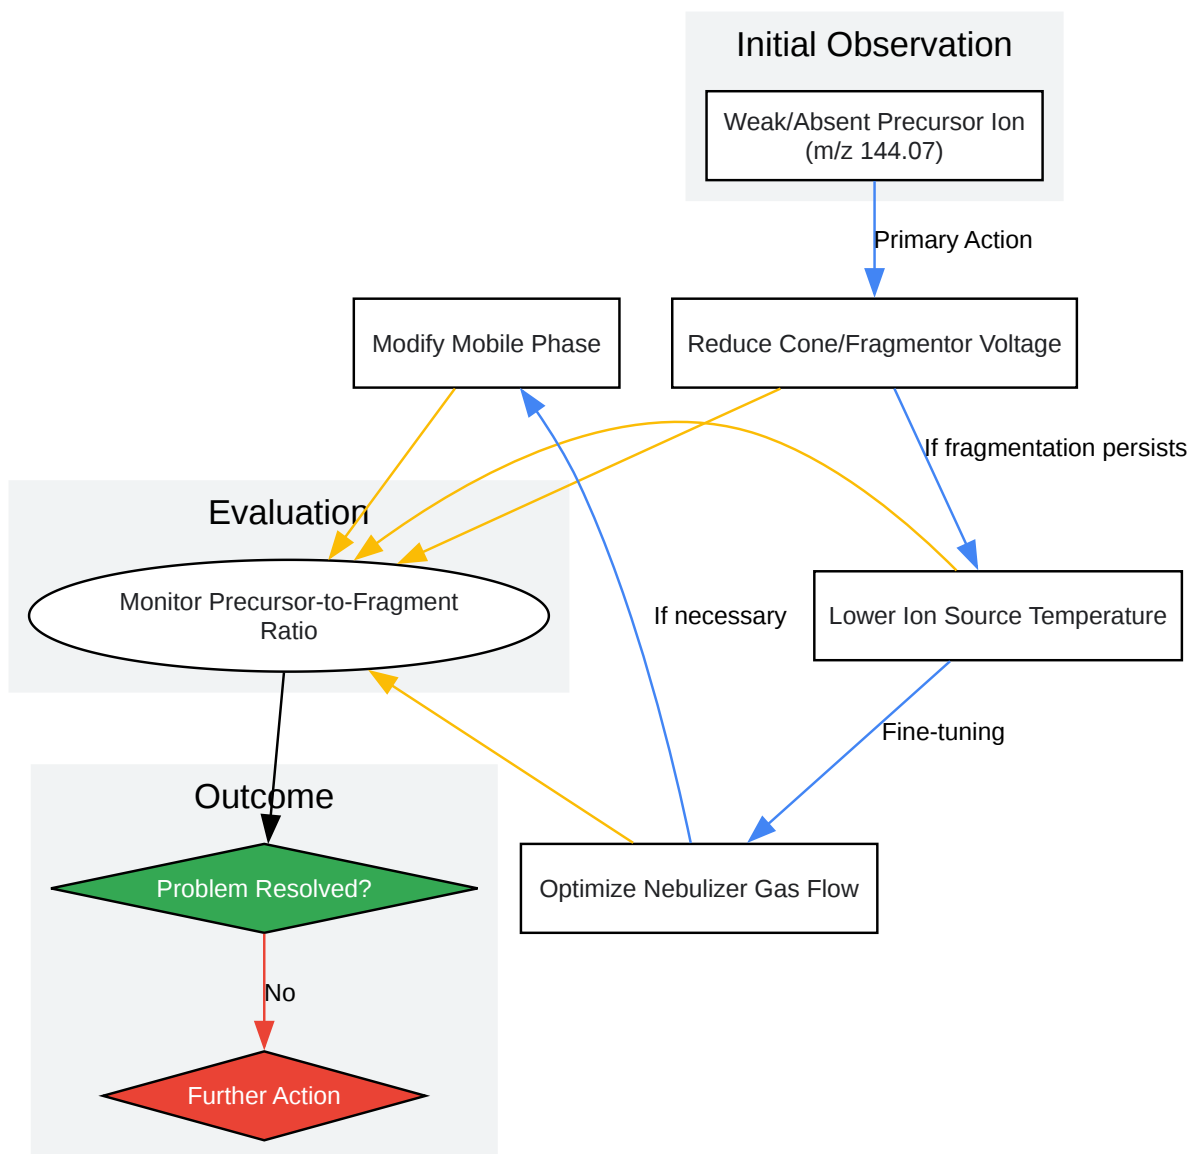 Initial Observation
Weak/Absent Precursor Ion
(m/z 144.07)
Primary Action
Modify Mobile Phase
Reduce Cone/Fragmentor Voltage
If fragmentation persists
Evaluation
Monitor Precursor-to-Fragment
Ratio
If necessary
Lower Ion Source Temperature
Fine-tuning
Outcome
Problem Resolved?
Optimize Nebulizer Gas Flow
No
Further Action